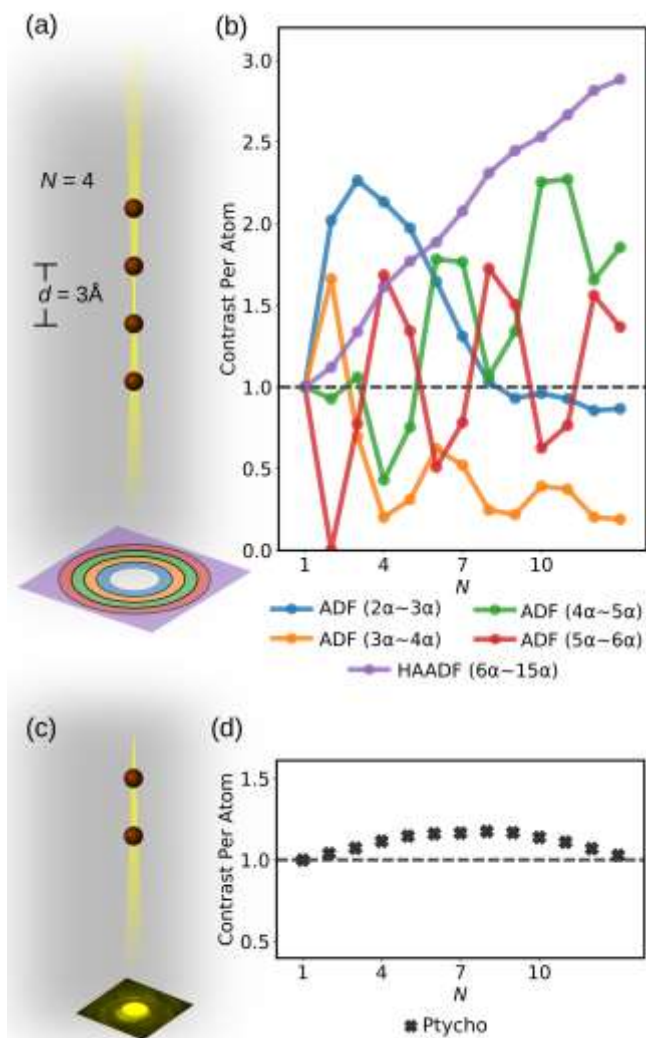 (a)
N = 4
d = 3Å
(b)
Contrast Per Atom
3.0
2.5
2.0
1.5
1.0
0.5
0.0
1 4 7 10
N
ADF (2α~3α) ADF (4α~5α)
ADF (3α~4α) ADF (5α~6α)
HAADF (6α~15α)
(c)
(d)
Contrast Per Atom
1.5
1.0
0.5
1 4 7 10
N
Ptycho